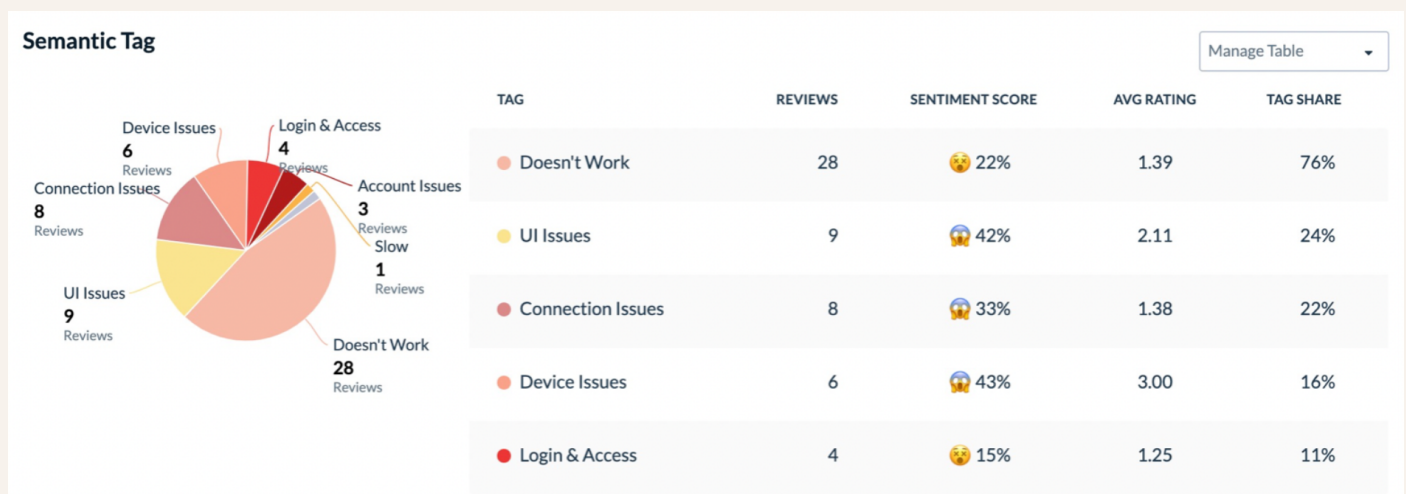 Semantic Tag
Manage Table
Device Issues
6
Reviews
Login & Access
4
Reviews
Connection Issues
8
Reviews
Account Issues
3
Reviews
Slow
1
Reviews
UI Issues
9
Reviews
Doesn't Work
28
Reviews
TAG REVIEWS SENTIMENT SCORE AVG RATING TAG SHARE
Doesn't Work 28 😵 22% 1.39 76%
UI Issues 9 😱 42% 2.11 24%
Connection Issues 8 😱 33% 1.38 22%
Device Issues 6 😱 43% 3.00 16%
Login & Access 4 😵 15% 1.25 11%